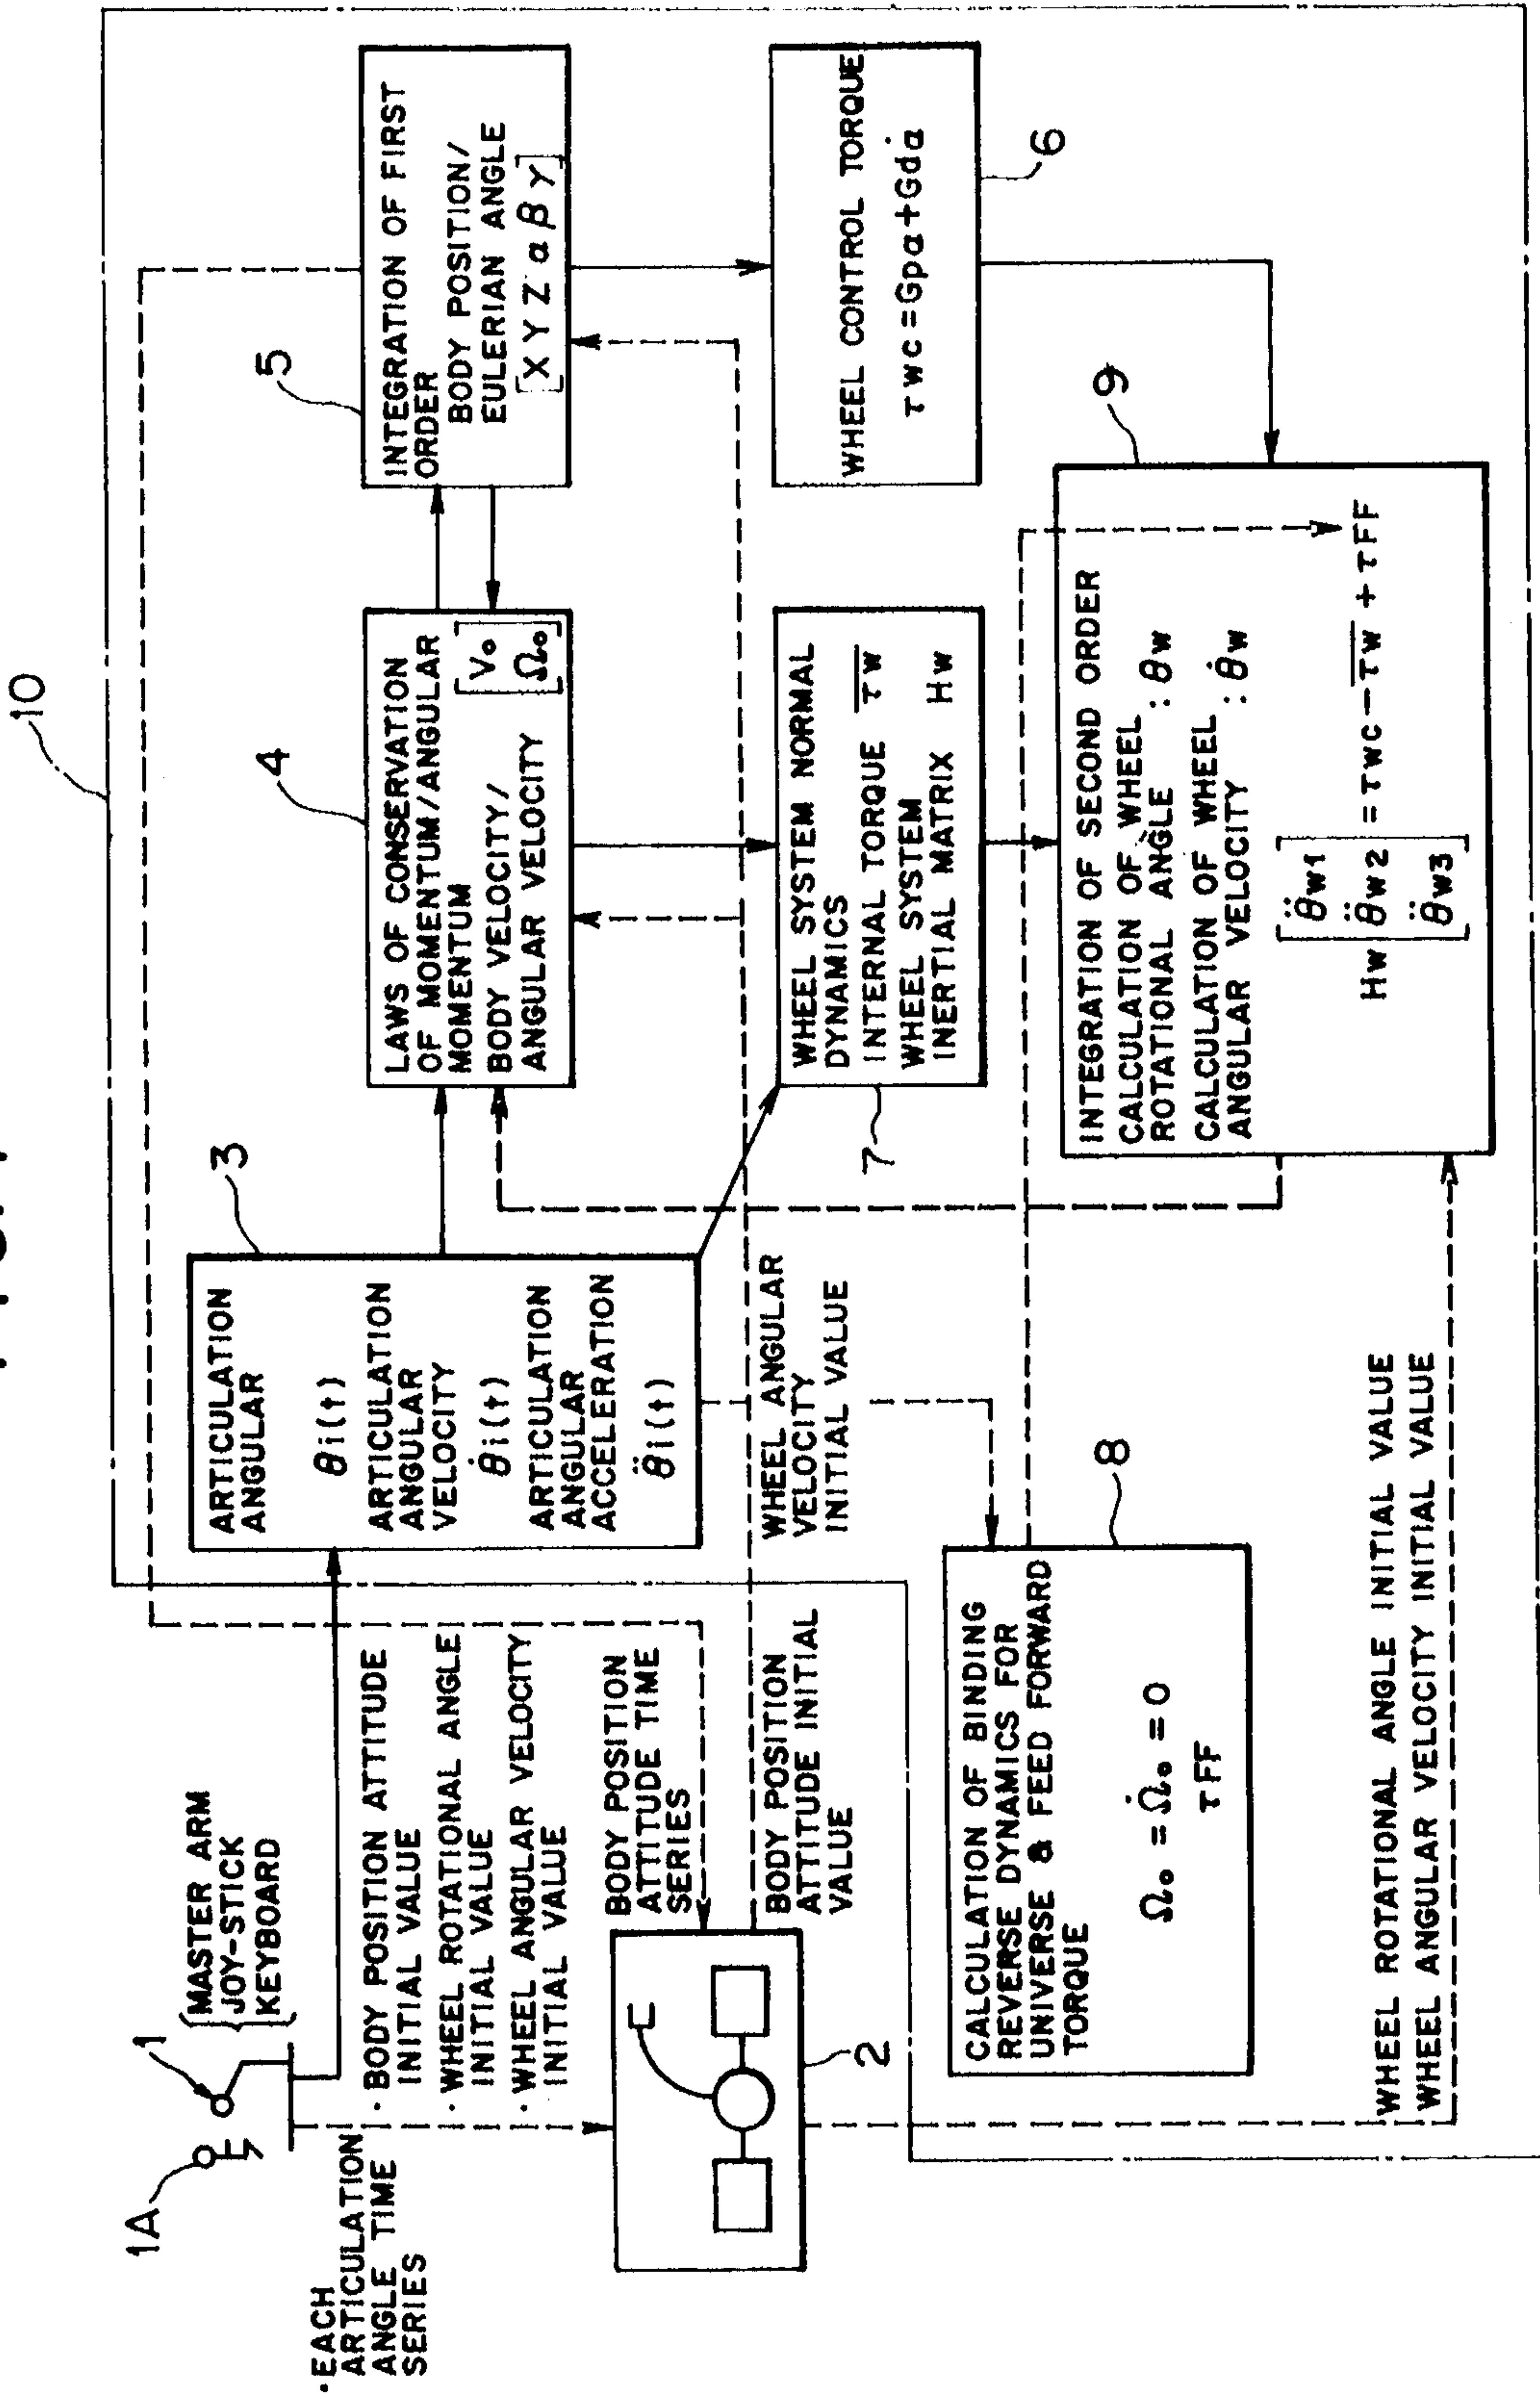 10
1A
1
MASTER ARM
JOY-STICK
KEYBOARD
· EACH
ARTICULATION
ANGLE TIME
SERIES
· BODY POSITION ATTITUDE
INITIAL VALUE
· WHEEL ROTATIONAL ANGLE
INITIAL VALUE
· WHEEL ANGULAR VELOCITY
INITIAL VALUE
BODY POSITION
ATTITUDE TIME
SERIES
2
BODY POSITION
ATTITUDE INITIAL
VALUE
3
ARTICULATION
ANGULAR
θi(t)
ARTICULATION
ANGULAR
VELOCITY
θ̇i(t)
ARTICULATION
ANGULAR
ACCELERATION
θ̈i(t)
WHEEL ANGULAR
VELOCITY
INITIAL VALUE
4
LAWS OF CONSERVATION
OF MOMENTUM/ANGULAR
MOMENTUM
BODY VELOCITY/
ANGULAR VELOCITY
[Vo
Ωo]
5
INTEGRATION OF FIRST
ORDER
BODY POSITION/
EULERIAN ANGLE
[X Y Z α β γ]
WHEEL CONTROL TORQUE
τwc=Gpα+Gdα̇
6
7
WHEEL SYSTEM NORMAL
DYNAMICS
INTERNAL TORQUE τ̅w̅
WHEEL SYSTEM
INERTIAL MATRIX Hw
8
CALCULATION OF BINDING
REVERSE DYNAMICS FOR
UNIVERSE & FEED FORWARD
TORQUE
Ωo = Ω̇o = 0
τFF
9
INTEGRATION OF SECOND ORDER
CALCULATION OF WHEEL
ROTATIONAL ANGLE : θw
CALCULATION OF WHEEL
ANGULAR VELOCITY : θ̇w
[θ̈w1
Hw θ̈w2 = τwc − τ̅w̅ + τFF
θ̈w3]
WHEEL ROTATIONAL ANGLE INITIAL VALUE
WHEEL ANGULAR VELOCITY INITIAL VALUE